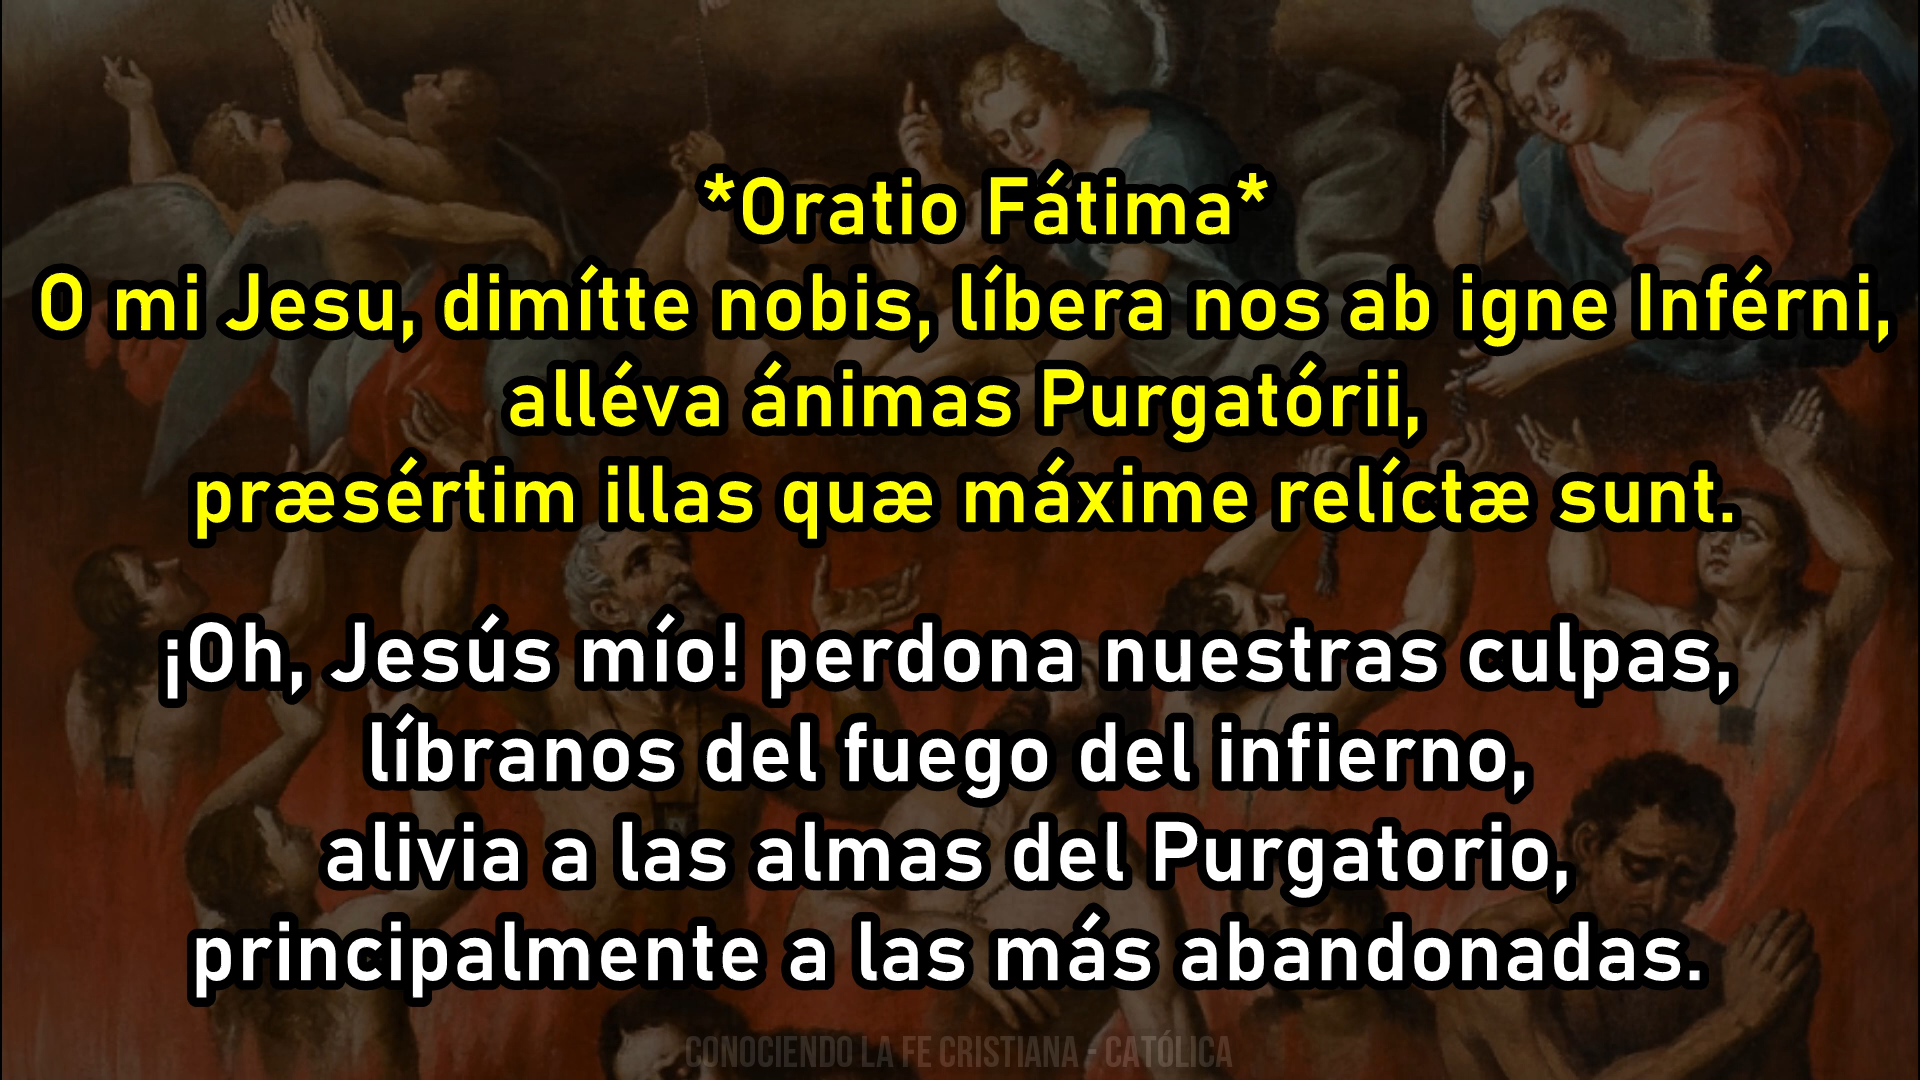 *Oratio Fátima*
O mi Jesu, dimítte nobis, líbera nos ab igne Inférni,
alléva ánimas Purgatórii,
præsértim illas quæ máxime relíctæ sunt.
¡Oh, Jesús mío! perdona nuestras culpas,
líbranos del fuego del infierno,
alivia a las almas del Purgatorio,
principalmente a las más abandonadas.
CONOCIENDO LA FE CRISTIANA - CATÓLICA